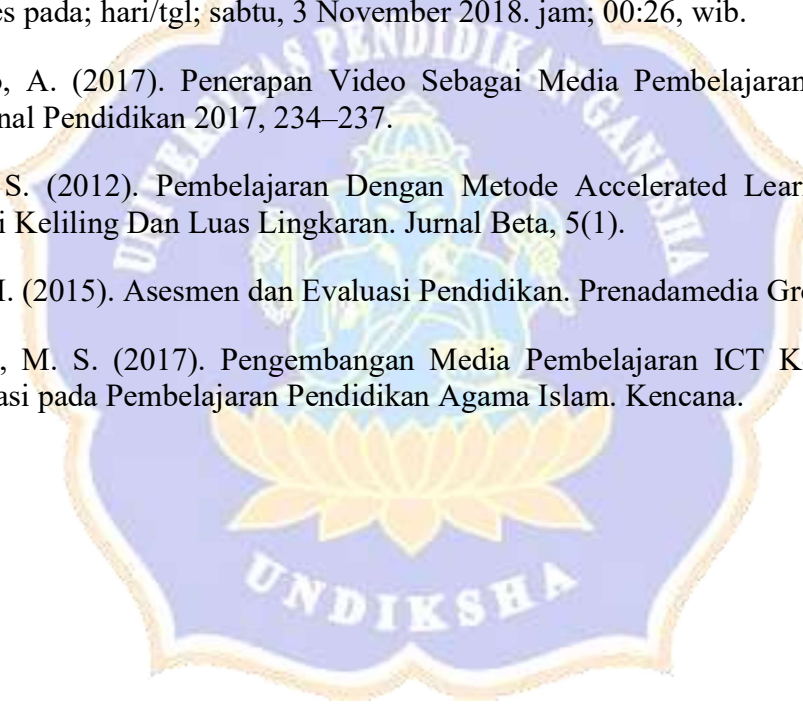 es pada; hari/tgl; sabtu, 3 November 2018. jam; 00:26, wib.
, A. (2017). Penerapan Video Sebagai Media Pembelajaran
nal Pendidikan 2017, 234–237.
S. (2012). Pembelajaran Dengan Metode Accelerated Lear
i Keliling Dan Luas Lingkaran. Jurnal Beta, 5(1).
. (2015). Asesmen dan Evaluasi Pendidikan. Prenadamedia Gr
, M. S. (2017). Pengembangan Media Pembelajaran ICT K
asi pada Pembelajaran Pendidikan Agama Islam. Kencana.
UNIVERSITAS PENDIDIKAN GANESHA
UNDIKSHA